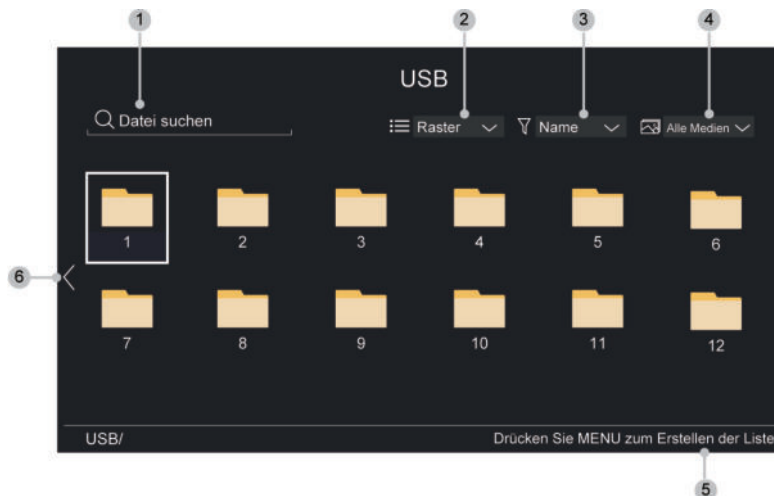 1
2
3
4
USB
Datei suchen
Raster
Name
Alle Medien
1
2
3
4
5
6
6
7
8
9
10
11
12
USB/
Drücken Sie MENU zum Erstellen der Liste
5